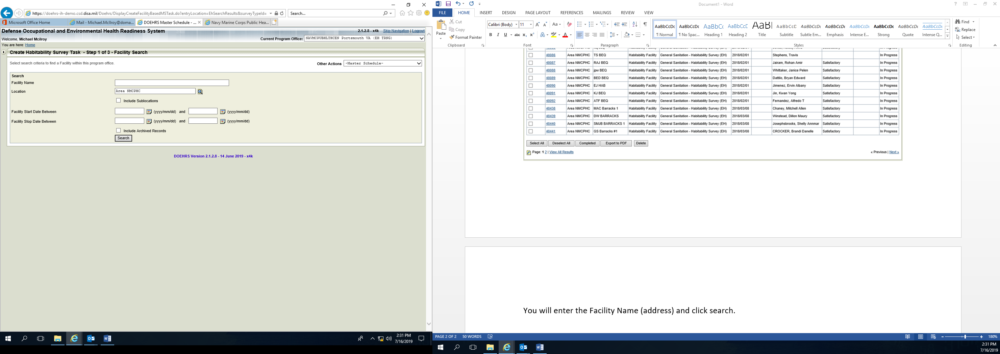 https://doehrs-ih-demo.csd.disa.mil/Doehrs/DisplayCreateFacilityBasedMSTask.do?entryLocation=EhSearchResults&surveyTypeId=
Search...
Microsoft Office Home
Mail - Michael.McIlroy@doma...
DOEHRS Master Schedule - ...
Navy Marine Corps Public Hea...
Defense Occupational and Environmental Health Readiness System
2.1.2.8 - x4k Skip Navigation | Logout
Welcome, Michael Mcilroy
Current Program Office: NAVMCPUBHLTHCEN Portsmouth VA (EH TRNG)
You are here: Home
Create Habitability Survey Task - Step 1 of 3 - Facility Search
Select search criteria to find a Facility within this program office.
Other Actions -Master Schedule-
Search
Facility Name
Location Area NMCPHC
Include Sublocations
Facility Start Date Between (yyyy/mm/dd) and (yyyy/mm/dd)
Facility Stop Date Between (yyyy/mm/dd) and (yyyy/mm/dd)
Include Archived Records
Search
DOEHRS Version 2.1.2.8 - 14 June 2019 - x4k
2:31 PM
7/16/2019
Document1 - Word
FILE HOME INSERT DESIGN PAGE LAYOUT REFERENCES MAILINGS REVIEW VIEW
Paste
Cut
Copy
Format Painter
Clipboard
Calibri (Body) 11
Font
Paragraph
AaBbCcDc ¶ Normal
AaBbCcDc ¶ No Spac...
AaBbC( Heading 1
AaBbCcE Heading 2
AaBI Title
AaBbCcD Subtitle
AaBbCcDc Subtle Em...
AaBbCcDc Emphasis
AaBbCcDc Intense E...
AaBbCcDc Strong
AaBbCcDc Quote
AaBbCcDc Intense Q...
Styles
Find
Replace
Select
Editing
48086 Area NMCPHC TS BEQ Habitability Facility General Sanitation - Habitability Survey (EH) 2018/02/01 Stephens, Travis In Progress
48087 Area NMCPHC RAJ BEQ Habitability Facility General Sanitation - Habitability Survey (EH) 2018/02/01 Jairam, Rohan Amir Satisfactory In Progress
48088 Area NMCPHC jpw BEQ Habitability Facility General Sanitation - Habitability Survey (EH) 2018/02/01 Whittaker, Janice Pelen Satisfactory In Progress
48089 Area NMCPHC BED BEQ Habitability Facility General Sanitation - Habitability Survey (EH) 2018/02/01 Dattilo, Bryan Edward Satisfactory In Progress
48090 Area NMCPHC EJ HAB Habitability Facility General Sanitation - Habitability Survey (EH) 2018/02/01 Jimenez, Ervin Albany Satisfactory In Progress
48091 Area NMCPHC KJ BEQ Habitability Facility General Sanitation - Habitability Survey (EH) 2018/02/01 Jin, Kwan Yong Satisfactory In Progress
48092 Area NMCPHC ATF BEQ Habitability Facility General Sanitation - Habitability Survey (EH) 2018/02/01 Fernandez, Alfredo T Satisfactory In Progress
48438 Area NMCPHC MAC Barracks 1 Habitability Facility General Sanitation - Habitability Survey (EH) 2018/03/08 Chaney, Mitchell Allen Satisfactory In Progress
48439 Area NMCPHC DW BARRACKS Habitability Facility General Sanitation - Habitability Survey (EH) 2018/03/08 Winstead, Dillon Maury Satisfactory In Progress
48440 Area NMCPHC SMJB BARRACKS 1 Habitability Facility General Sanitation - Habitability Survey (EH) 2018/03/08 Josephsbrooks, Shelly Annmar Satisfactory In Progress
48441 Area NMCPHC GS Barracks #1 Habitability Facility General Sanitation - Habitability Survey (EH) 2018/03/08 CROCKER, Brandi Danelle Satisfactory In Progress
Select All Deselect All Completed Export to PDF Delete
Page: 1 2 | View All Results
« Previous | Next »
You will enter the Facility Name (address) and click search.
PAGE 2 OF 2 50 WORDS
180%
2:31 PM
7/16/2019